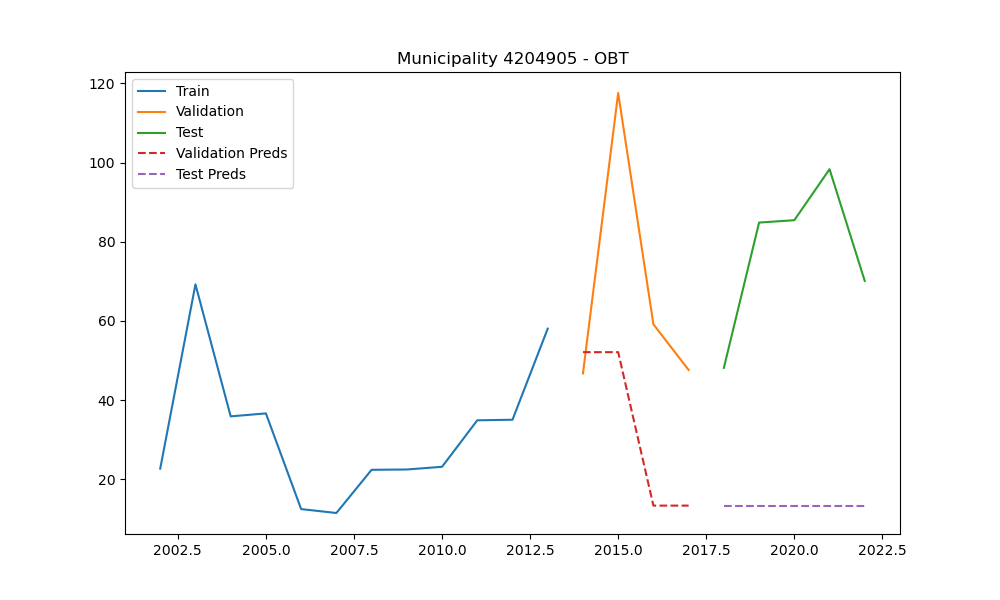 Municipality 4204905 - OBT
Train
Validation
Test
Validation Preds
Test Preds
120
100
80
60
40
20
2002.5 2005.0 2007.5 2010.0 2012.5 2015.0 2017.5 2020.0 2022.5